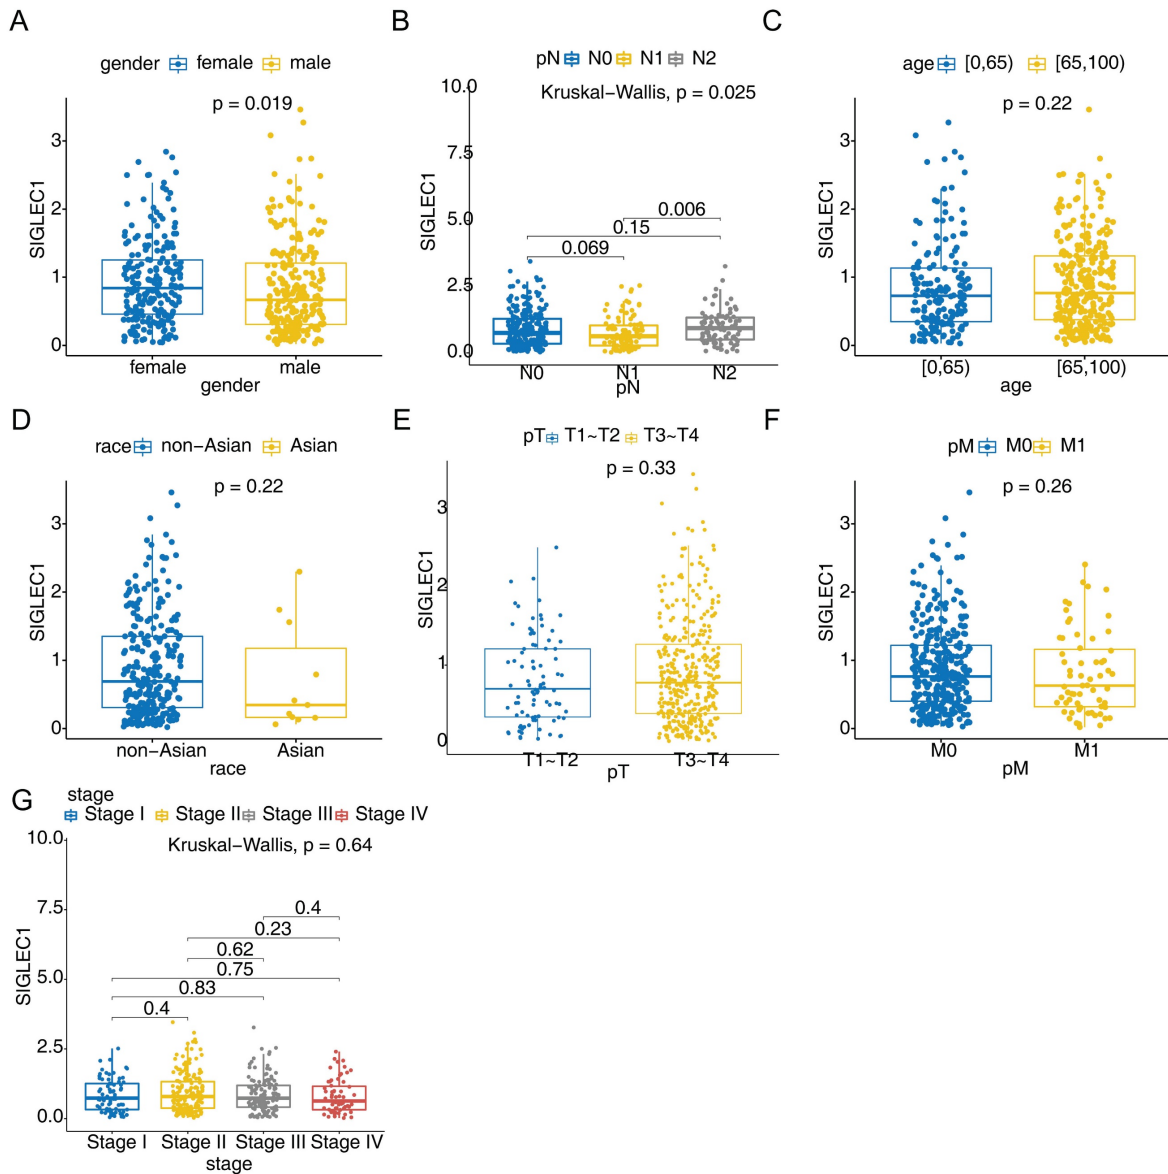 A
gender female male
p = 0.019
SIGLEC1
3
2
1
0
female male
gender
B
pN N0 N1 N2
Kruskal−Wallis, p = 0.025
SIGLEC1
10.0
7.5
5.0
2.5
0.0
0.006
0.15
0.069
N0 N1 N2
pN
C
age [0,65) [65,100)
p = 0.22
SIGLEC1
3
2
1
0
[0,65) [65,100)
age
D
race non−Asian Asian
p = 0.22
SIGLEC1
3
2
1
0
non−Asian Asian
race
E
pT T1~T2 T3~T4
p = 0.33
SIGLEC1
3
2
1
0
T1~T2 T3~T4
pT
F
pM M0 M1
p = 0.26
SIGLEC1
3
2
1
0
M0 M1
pM
G
stage
Stage I Stage II Stage III Stage IV
Kruskal−Wallis, p = 0.64
SIGLEC1
10.0
7.5
5.0
2.5
0.0
0.4
0.23
0.62
0.75
0.83
0.4
Stage I Stage II Stage III Stage IV
stage